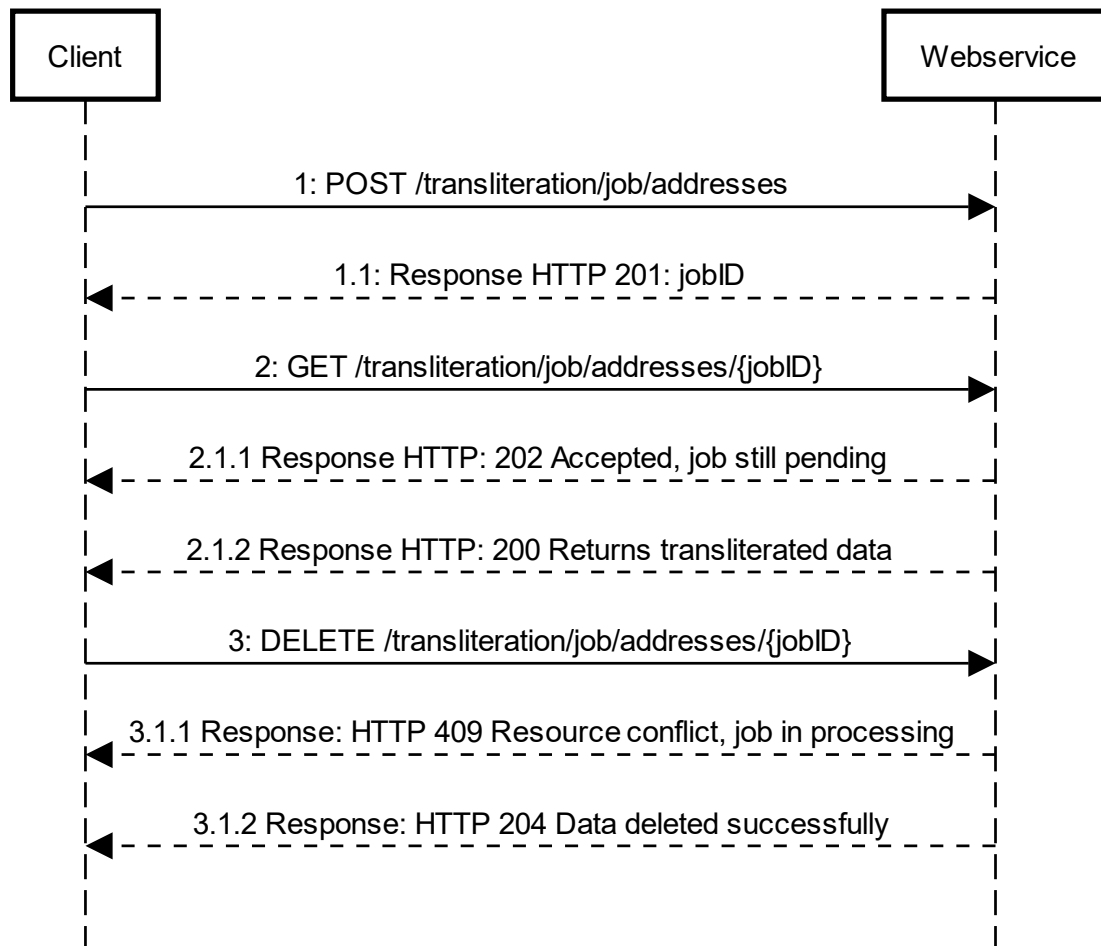 Client
Webservice
1: POST /transliteration/job/addresses
1.1: Response HTTP 201: jobID
2: GET /transliteration/job/addresses/{jobID}
2.1.1 Response HTTP: 202 Accepted, job still pending
2.1.2 Response HTTP: 200 Returns transliterated data
3: DELETE /transliteration/job/addresses/{jobID}
3.1.1 Response: HTTP 409 Resource conflict, job in processing
3.1.2 Response: HTTP 204 Data deleted successfully